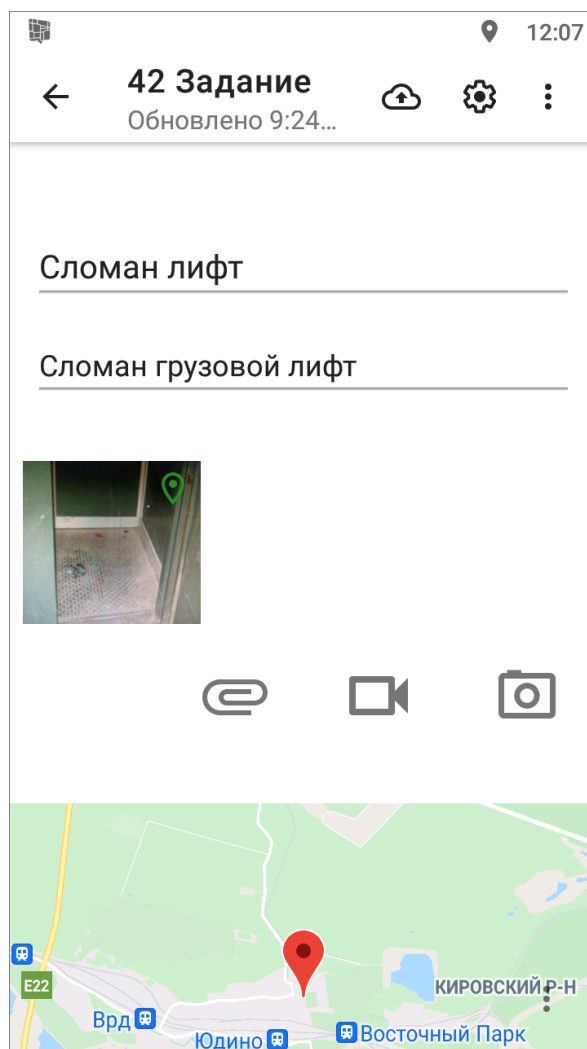 12:07
42 Задание
Обновлено 9:24...
Сломан лифт
Сломан грузовой лифт
E22
КИРОВСКИЙ Р-Н
Врд
Юдино
Восточный Парк